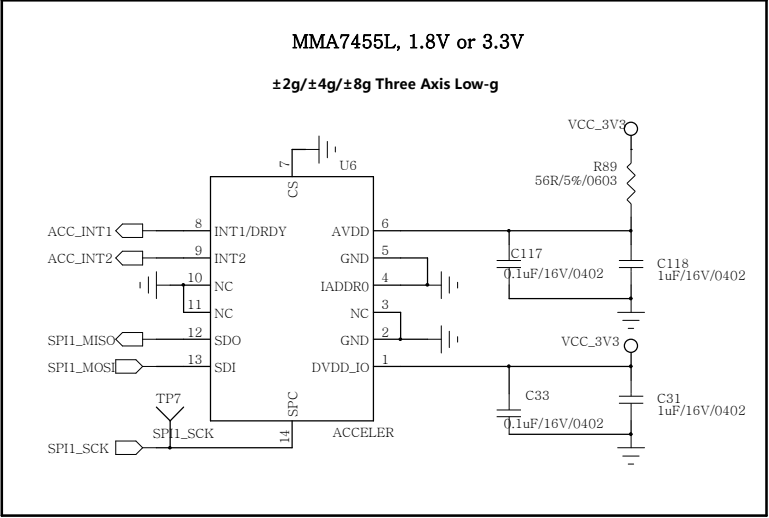 MMA7455L, 1.8V or 3.3V
±2g/±4g/±8g Three Axis Low-g
VCC_3V3
7
U6
R89
56R/5%/0603
CS
ACC_INT1
8
INT1/DRDY
AVDD
6
ACC_INT2
9
INT2
GND
5
C117
0.1uF/16V/0402
C118
1uF/16V/0402
10
NC
IADDR0
4
11
NC
NC
3
SPI1_MISO
12
SDO
GND
2
VCC_3V3
SPI1_MOSI
13
SDI
DVDD_IO
1
TP7
SPC
C33
0.1uF/16V/0402
C31
1uF/16V/0402
SPI1_SCK
14
ACCELER
SPI1_SCK